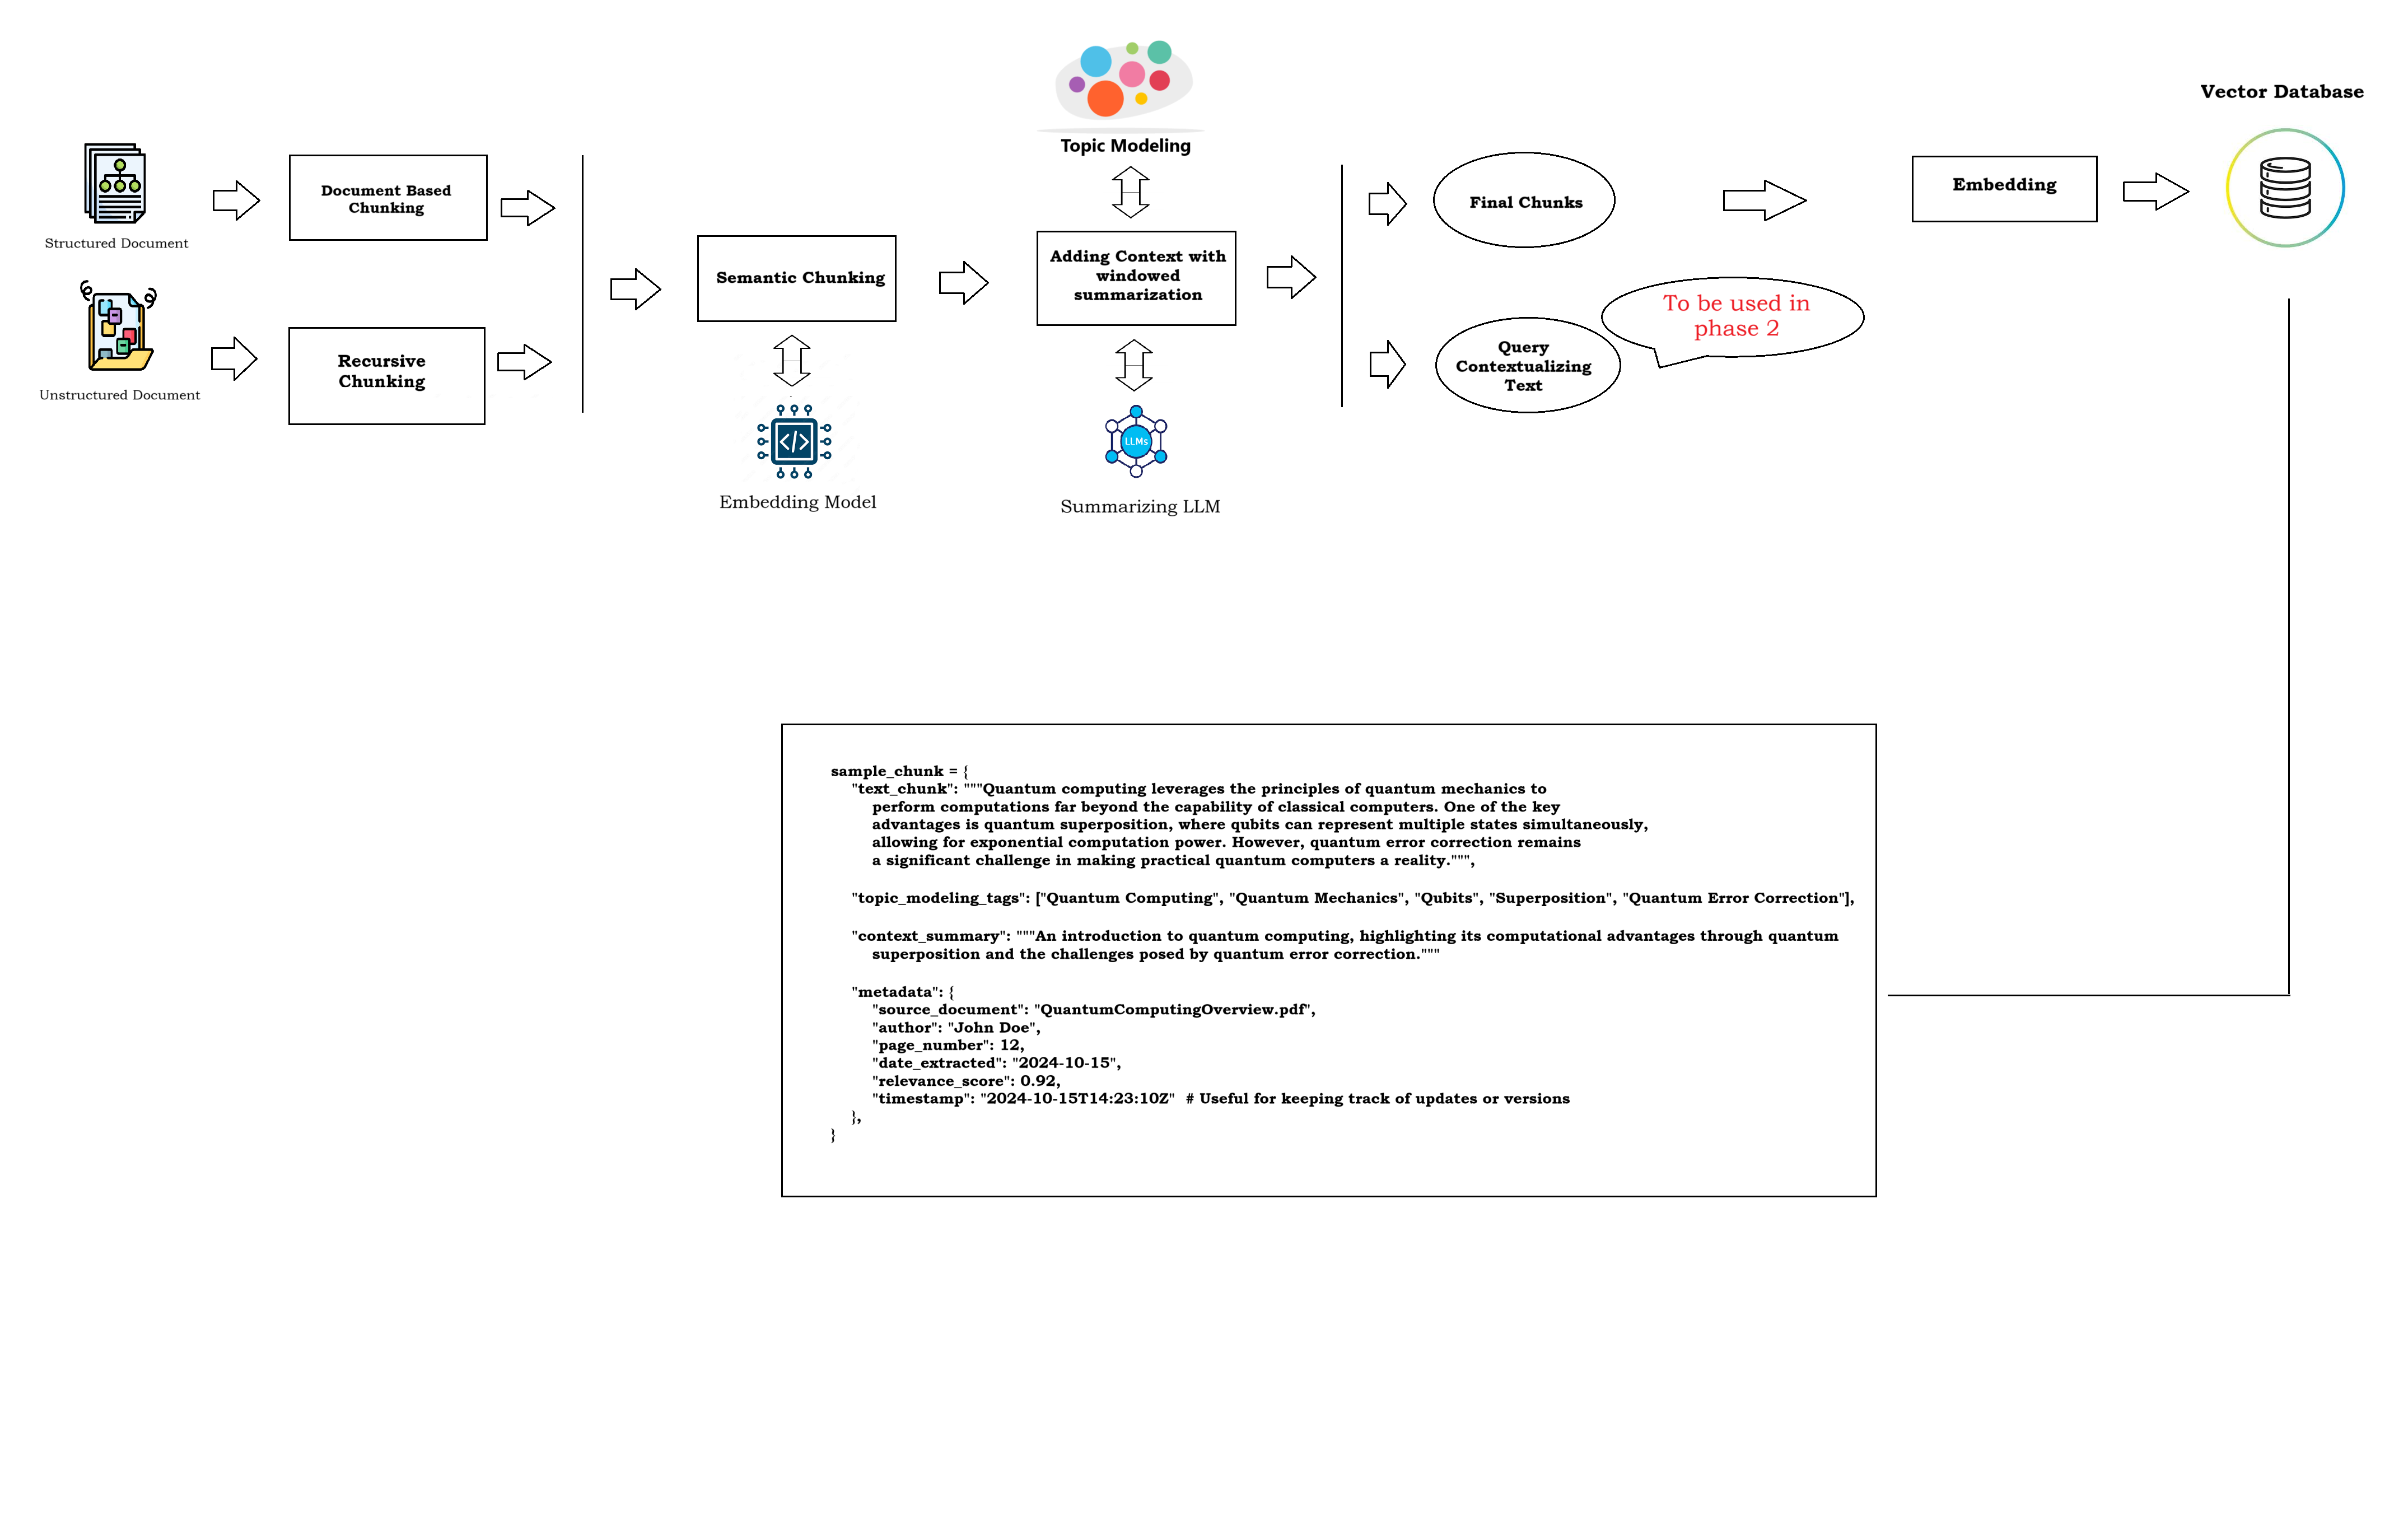 Vector Database
Topic Modeling
Structured Document
Document Based
Chunking
Unstructured Document
Recursive
Chunking
Semantic Chunking
Embedding Model
Adding Context with
windowed
summarization
LLMs
Summarizing LLM
Final Chunks
Query
Contextualizing
Text
To be used in
phase 2
Embedding
sample_chunk = {
"text_chunk": """Quantum computing leverages the principles of quantum mechanics to
perform computations far beyond the capability of classical computers. One of the key
advantages is quantum superposition, where qubits can represent multiple states simultaneously,
allowing for exponential computation power. However, quantum error correction remains
a significant challenge in making practical quantum computers a reality.""",
"topic_modeling_tags": ["Quantum Computing", "Quantum Mechanics", "Qubits", "Superposition", "Quantum Error Correction"],
"context_summary": """An introduction to quantum computing, highlighting its computational advantages through quantum
superposition and the challenges posed by quantum error correction."""
"metadata": {
"source_document": "QuantumComputingOverview.pdf",
"author": "John Doe",
"page_number": 12,
"date_extracted": "2024-10-15",
"relevance_score": 0.92,
"timestamp": "2024-10-15T14:23:10Z"  # Useful for keeping track of updates or versions
},
}